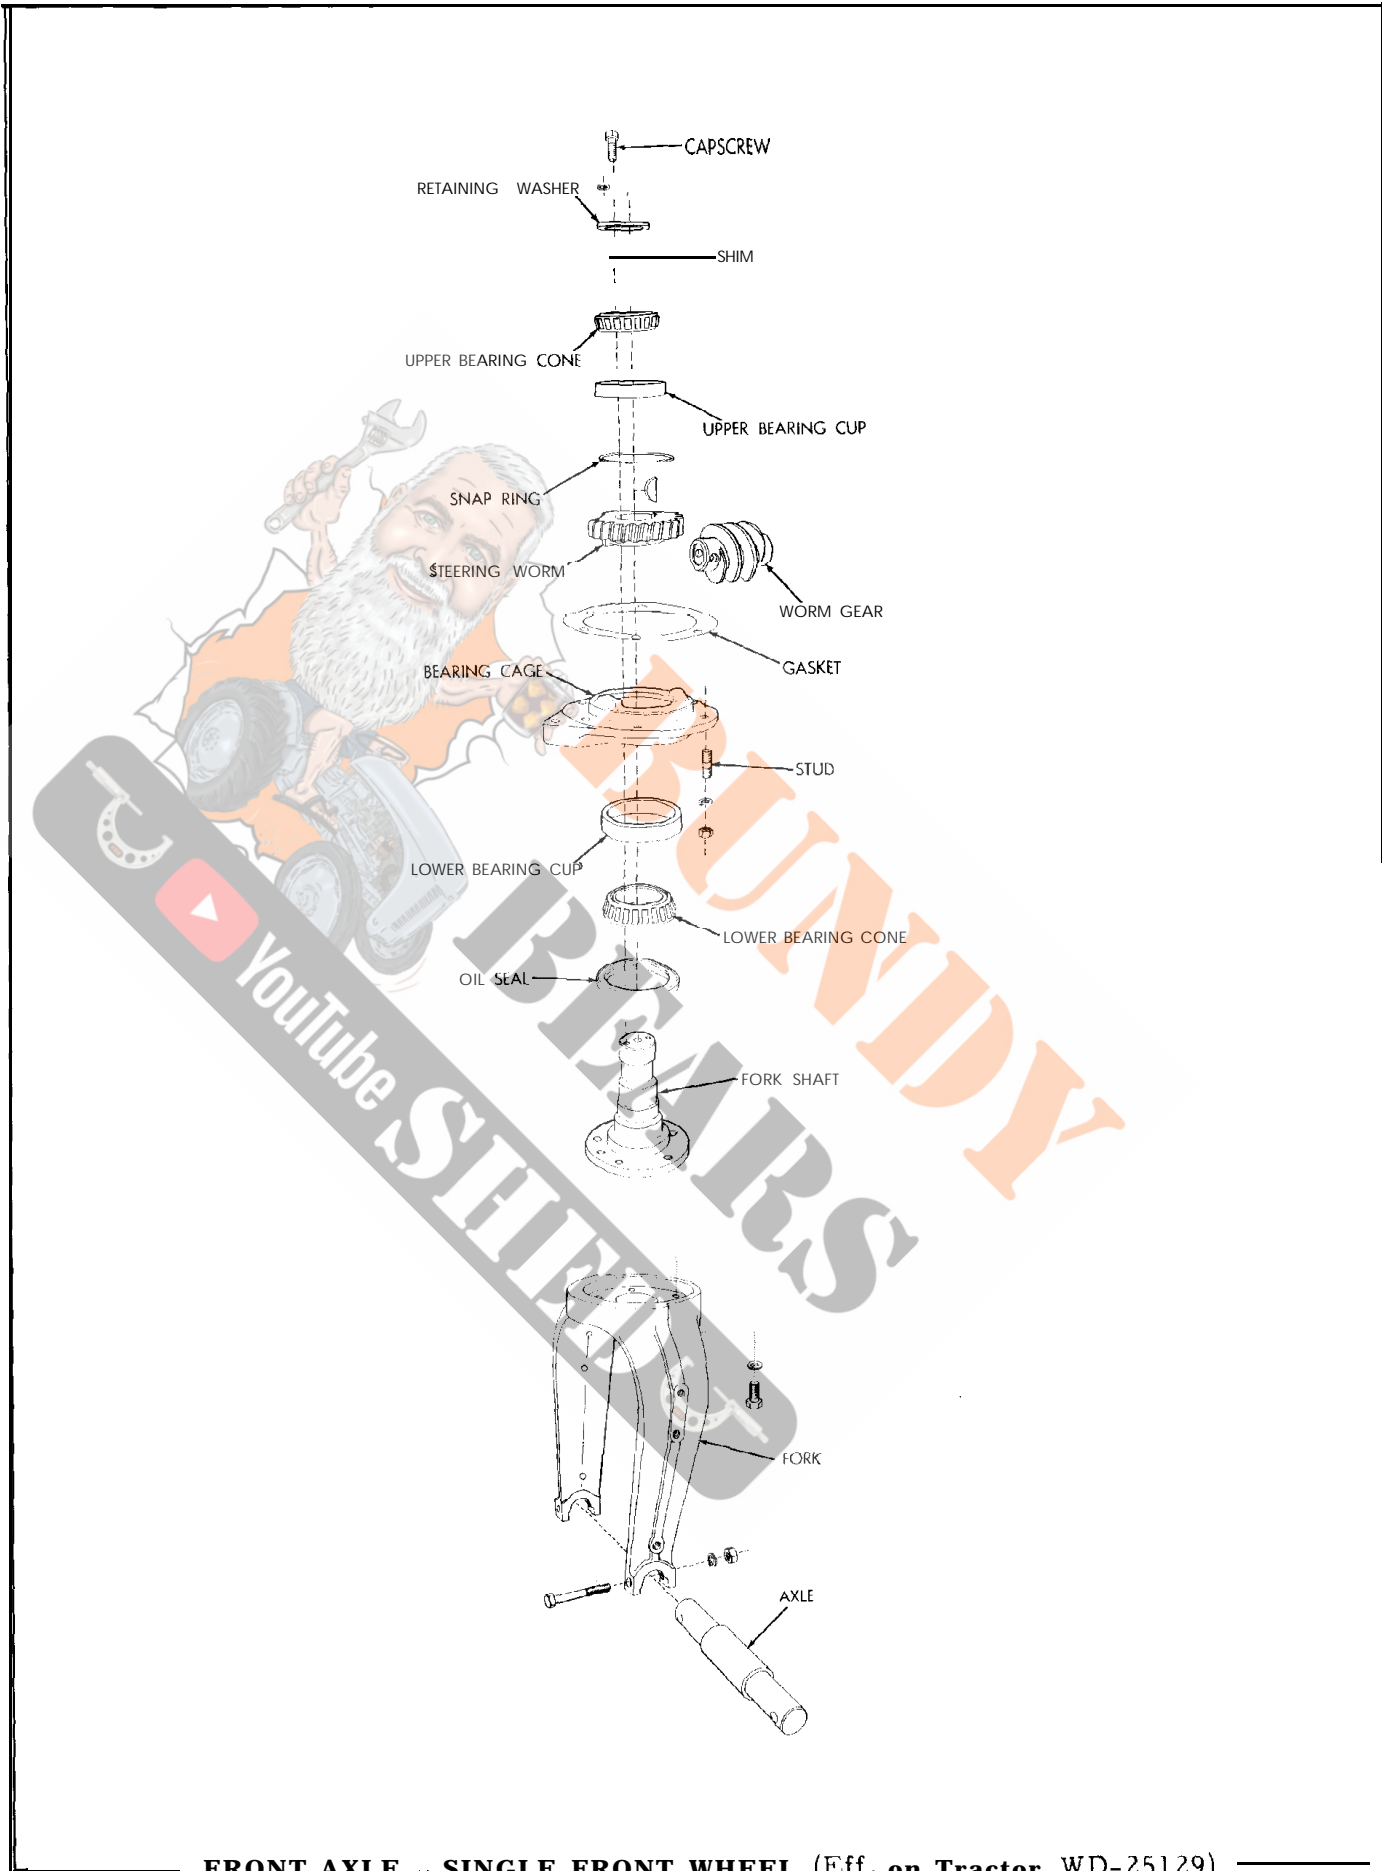 CAPSCREW
RETAINING WASHER
SHIM
UPPER BEARING CONE
UPPER BEARING CUP
SNAP RING
STEERING WORM
WORM GEAR
GASKET
BEARING CAGE
STUD
LOWER BEARING CUP
LOWER BEARING CONE
OIL SEAL
FORK SHAFT
FORK
AXLE
BUNDY
BEARS
YouTube SHED
FRONT AXLE - SINGLE FRONT WHEEL (Eff. on Tractor WD-25129)